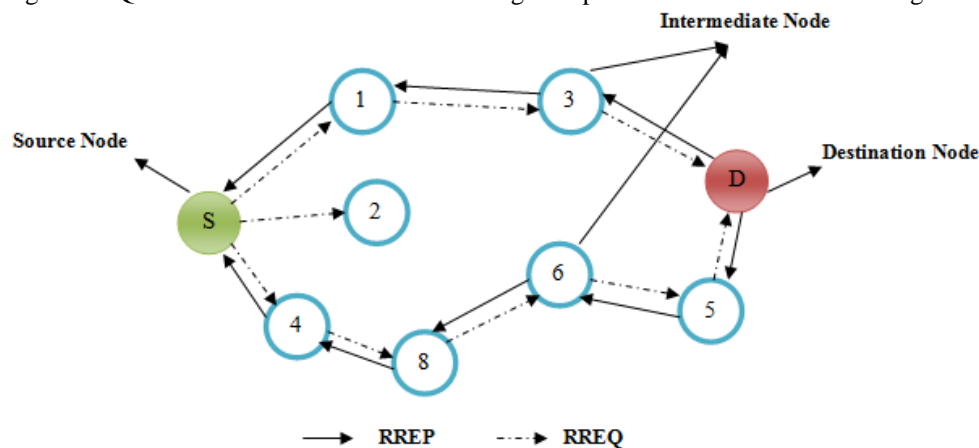 Intermediate Node
1
3
Source Node
Destination Node
D
S
2
6
5
4
8
RREP
RREQ